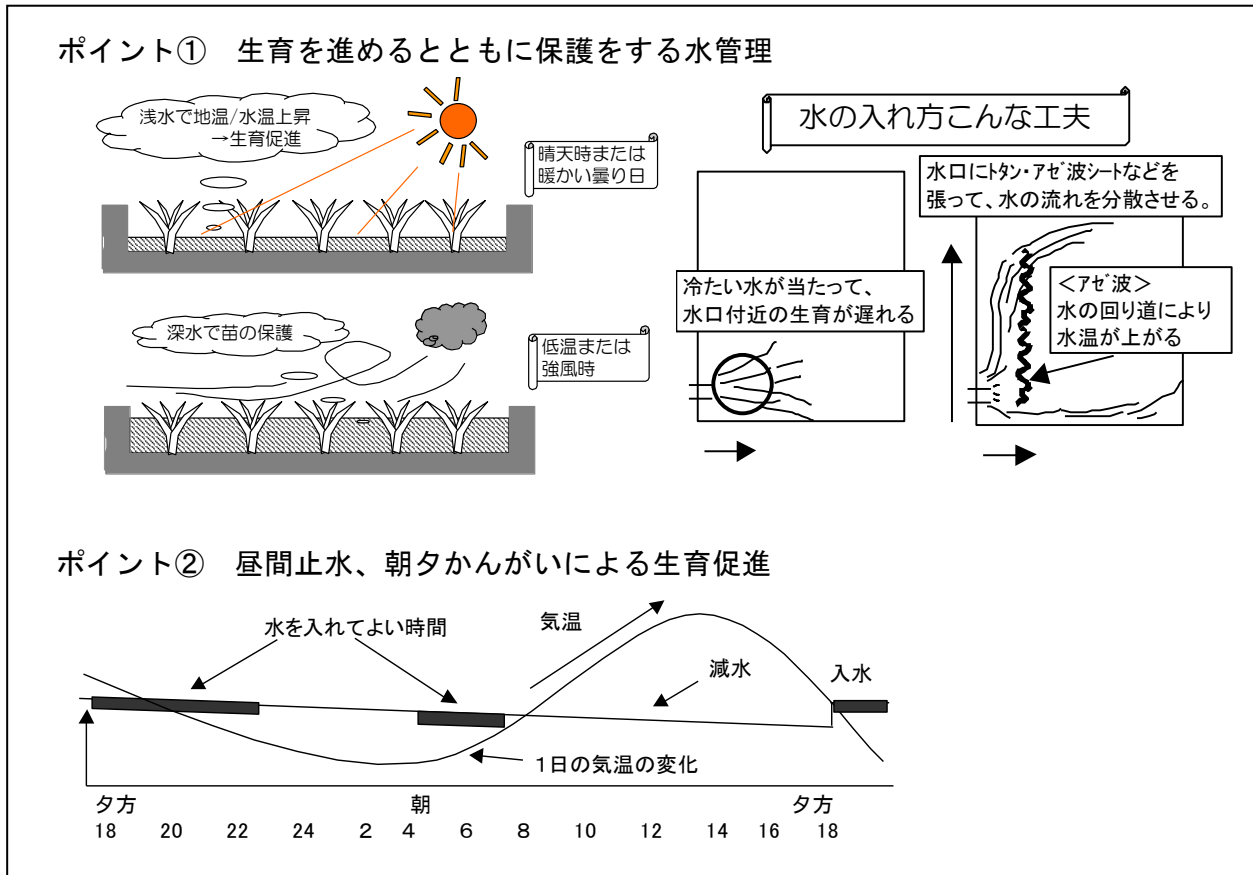 ポイント① 生育を進めるとともに保護をする水管理
浅水で地温/水温上昇
→生育促進
晴天時または
暖かい曇り日
深水で苗の保護
低温または
強風時
水の入れ方こんな工夫
冷たい水が当たって、
水口付近の生育が遅れる
水口にﾄﾀﾝ・ｱｾﾞ波ｼｰﾄなどを
張って、水の流れを分散させる。
＜ｱｾﾞ波＞
水の回り道により
水温が上がる
ポイント② 昼間止水、朝夕かんがいによる生育促進
水を入れてよい時間
気温
減水
入水
1日の気温の変化
夕方 朝 夕方
18 20 22 24 2 4 6 8 10 12 14 16 18